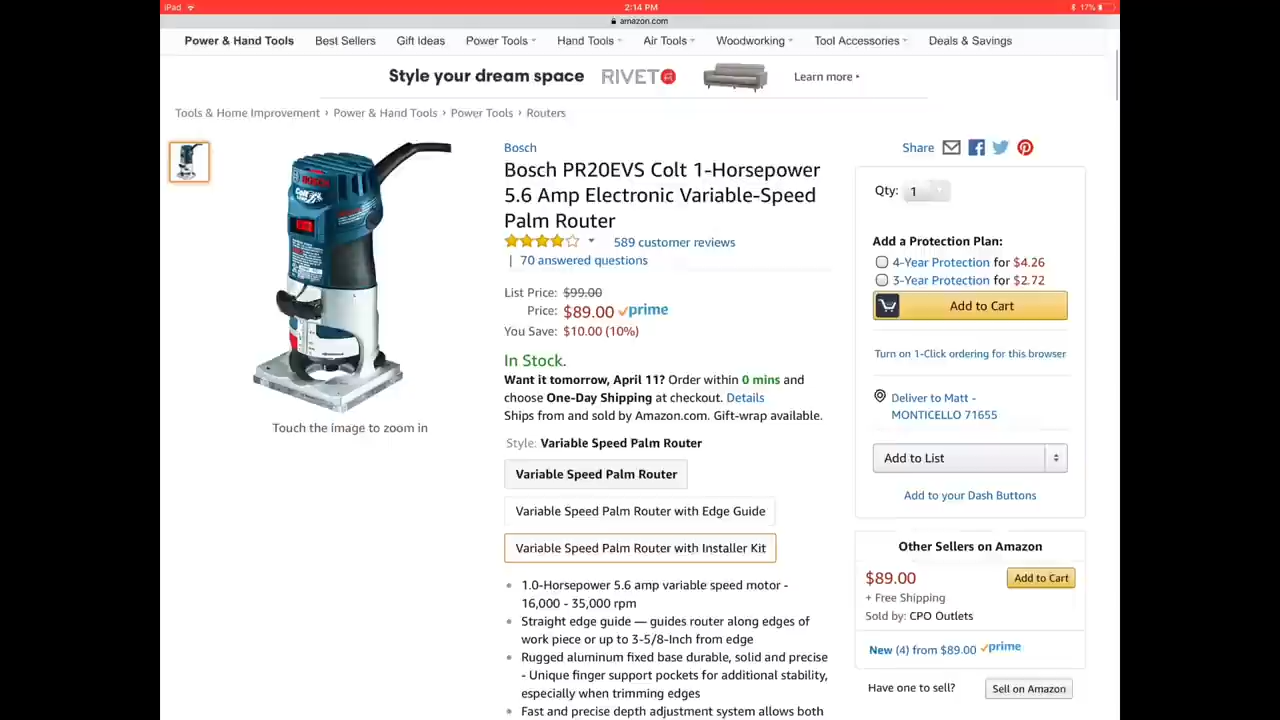 iPad
2:14 PM
17%
amazon.com
Power & Hand Tools
Best Sellers
Gift Ideas
Power Tools
Hand Tools
Air Tools
Woodworking
Tool Accessories
Deals & Savings
Style your dream space
RIVET
Learn more
Tools & Home Improvement › Power & Hand Tools › Power Tools › Routers
Bosch
Bosch PR20EVS Colt 1-Horsepower
5.6 Amp Electronic Variable-Speed
Palm Router
589 customer reviews
| 70 answered questions
List Price: $99.00
Price: $89.00 prime
You Save: $10.00 (10%)
In Stock.
Want it tomorrow, April 11? Order within 0 mins and
choose One-Day Shipping at checkout. Details
Ships from and sold by Amazon.com. Gift-wrap available.
Style: Variable Speed Palm Router
Variable Speed Palm Router
Variable Speed Palm Router with Edge Guide
Variable Speed Palm Router with Installer Kit
• 1.0-Horsepower 5.6 amp variable speed motor -
16,000 - 35,000 rpm
• Straight edge guide — guides router along edges of
work piece or up to 3-5/8-Inch from edge
• Rugged aluminum fixed base durable, solid and precise
- Unique finger support pockets for additional stability,
especially when trimming edges
• Fast and precise depth adjustment system allows both
BOSCH
Colt
Touch the image to zoom in
Share
Qty: 1
Add a Protection Plan:
4-Year Protection for $4.26
3-Year Protection for $2.72
Add to Cart
Turn on 1-Click ordering for this browser
Deliver to Matt -
MONTICELLO 71655
Add to List
Add to your Dash Buttons
Other Sellers on Amazon
$89.00
Add to Cart
+ Free Shipping
Sold by: CPO Outlets
New (4) from $89.00 prime
Have one to sell?
Sell on Amazon